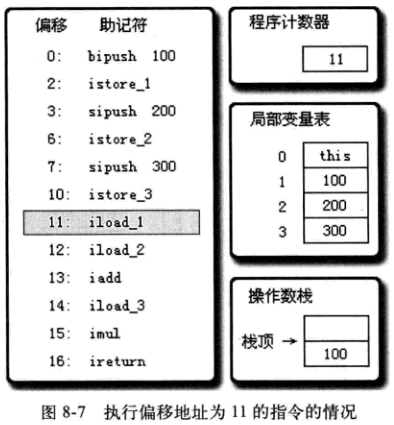 偏移 助记符
0: bipush 100
2: istore_1
3: sipush 200
6: istore_2
7: sipush 300
10: istore_3
11: iload_1
12: iload_2
13: iadd
14: iload_3
15: imul
16: ireturn
程序计数器
11
局部变量表
0 this
1 100
2 200
3 300
操作数栈
栈顶 →
100
图 8-7 执行偏移地址为 11 的指令的情况